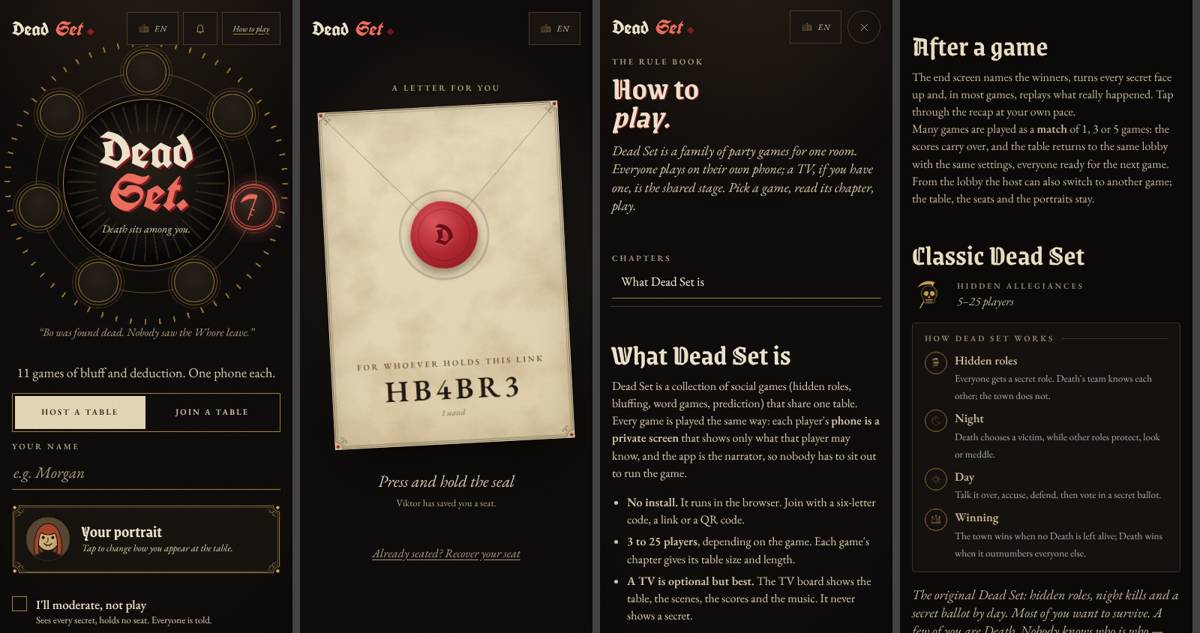 Dead Set
EN
How to play
Dead
Set.
Death sits among you.
"Bo was found dead. Nobody saw the Whore leave."
11 games of bluff and deduction. One phone each.
HOST A TABLE
JOIN A TABLE
YOUR NAME
e.g. Morgan
Your portrait
Tap to change how you appear at the table.
I'll moderate, not play
Sees every secret, holds no seat. Everyone is told.
Dead Set
EN
A LETTER FOR YOU
D
FOR WHOEVER HOLDS THIS LINK
HB4BR3
1 seated
Press and hold the seal
Viktor has saved you a seat.
Already seated? Recover your seat
Dead Set
EN
THE RULE BOOK
How to
play.
Dead Set is a family of party games for one room.
Everyone plays on their own phone; a TV, if you have
one, is the shared stage. Pick a game, read its chapter,
play.
CHAPTERS
What Dead Set is
What Dead Set is
Dead Set is a collection of social games (hidden roles,
bluffing, word games, prediction) that share one table.
Every game is played the same way: each player's phone is a
private screen that shows only what that player may
know, and the app is the narrator, so nobody has to sit out
to run the game.
• No install. It runs in the browser. Join with a six-letter
code, a link or a QR code.
• 3 to 25 players, depending on the game. Each game's
chapter gives its table size and length.
• A TV is optional but best. The TV board shows the
table, the scenes, the scores and the music. It never
shows a secret.
After a game
The end screen names the winners, turns every secret face
up and, in most games, replays what really happened. Tap
through the recap at your own pace.
Many games are played as a match of 1, 3 or 5 games: the
scores carry over, and the table returns to the same lobby
with the same settings, everyone ready for the next game.
From the lobby the host can also switch to another game;
the table, the seats and the portraits stay.
Classic Dead Set
HIDDEN ALLEGIANCES
5–25 players
HOW DEAD SET WORKS
Hidden roles
Everyone gets a secret role. Death's team knows each
other; the town does not.
Night
Death chooses a victim, while other roles protect, look
or meddle.
Day
Talk it over, accuse, defend, then vote in a secret ballot.
Winning
The town wins when no Death is left alive; Death wins
when it outnumbers everyone else.
The original Dead Set: hidden roles, night kills and a
secret ballot by day. Most of you want to survive. A
few of you are Death. Nobody knows who is who —